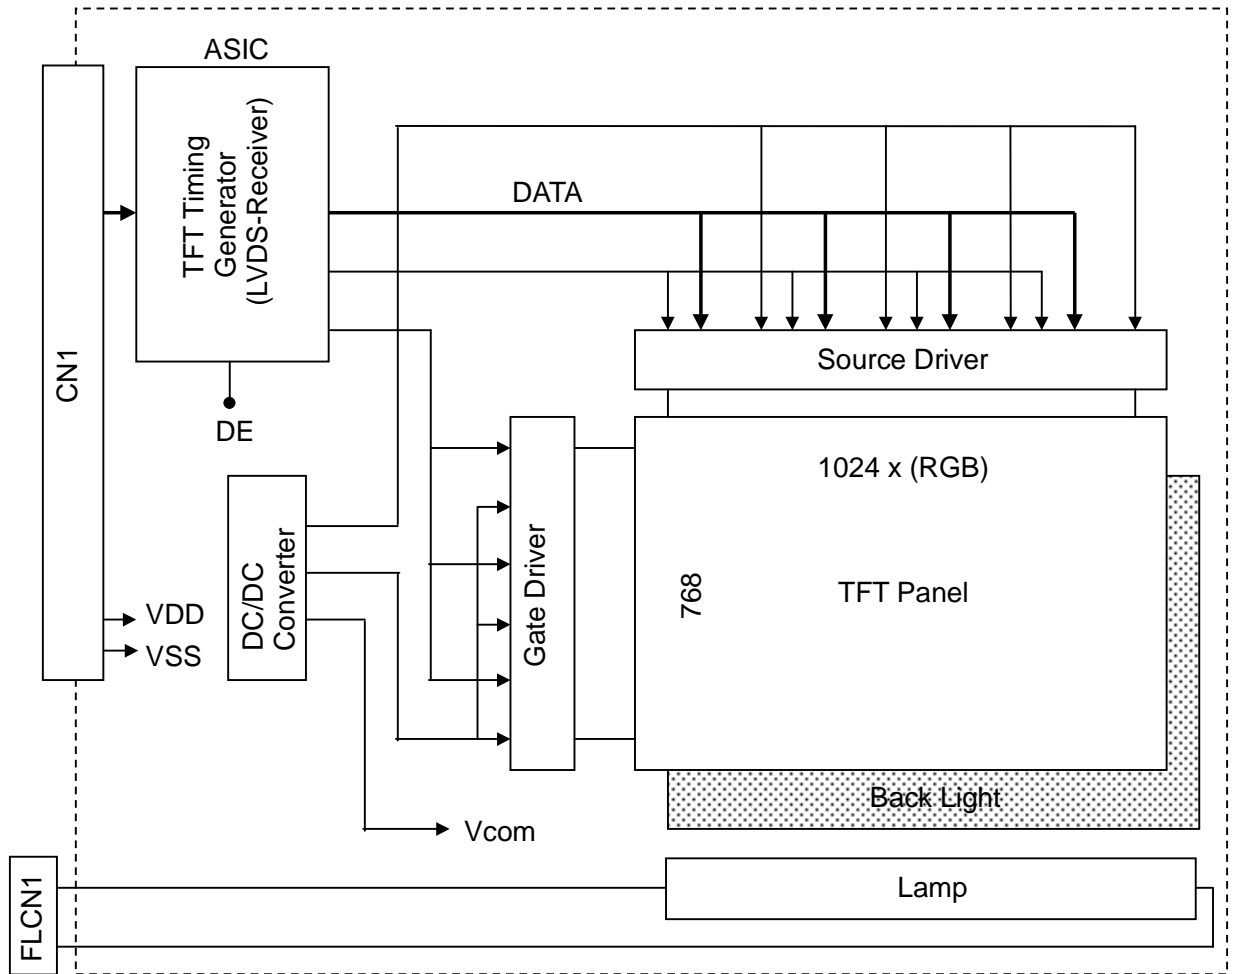 ASIC
TFT Timing
Generator
(LVDS-Receiver)
DATA
CN1
Source Driver
DE
1024 x (RGB)
DC/DC
Converter
Gate Driver
768
TFT Panel
VDD
VSS
Back Light
Vcom
FLCN1
Lamp